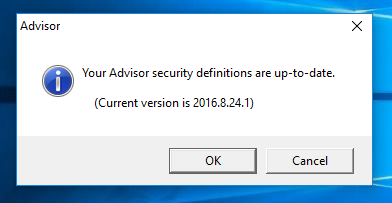 Advisor
Your Advisor security definitions are up-to-date.
(Current version is 2016.8.24.1)
OK
Cancel